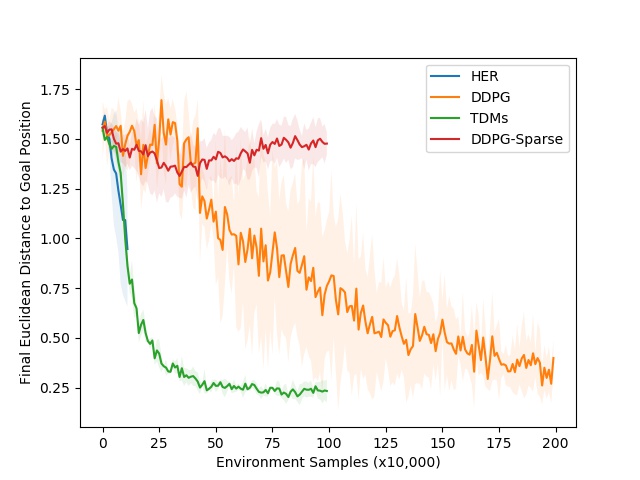 HER
DDPG
TDMs
DDPG-Sparse
1.75
1.50
1.25
1.00
0.75
0.50
0.25
Final Euclidean Distance to Goal Position
0 25 50 75 100 125 150 175 200
Environment Samples (x10,000)